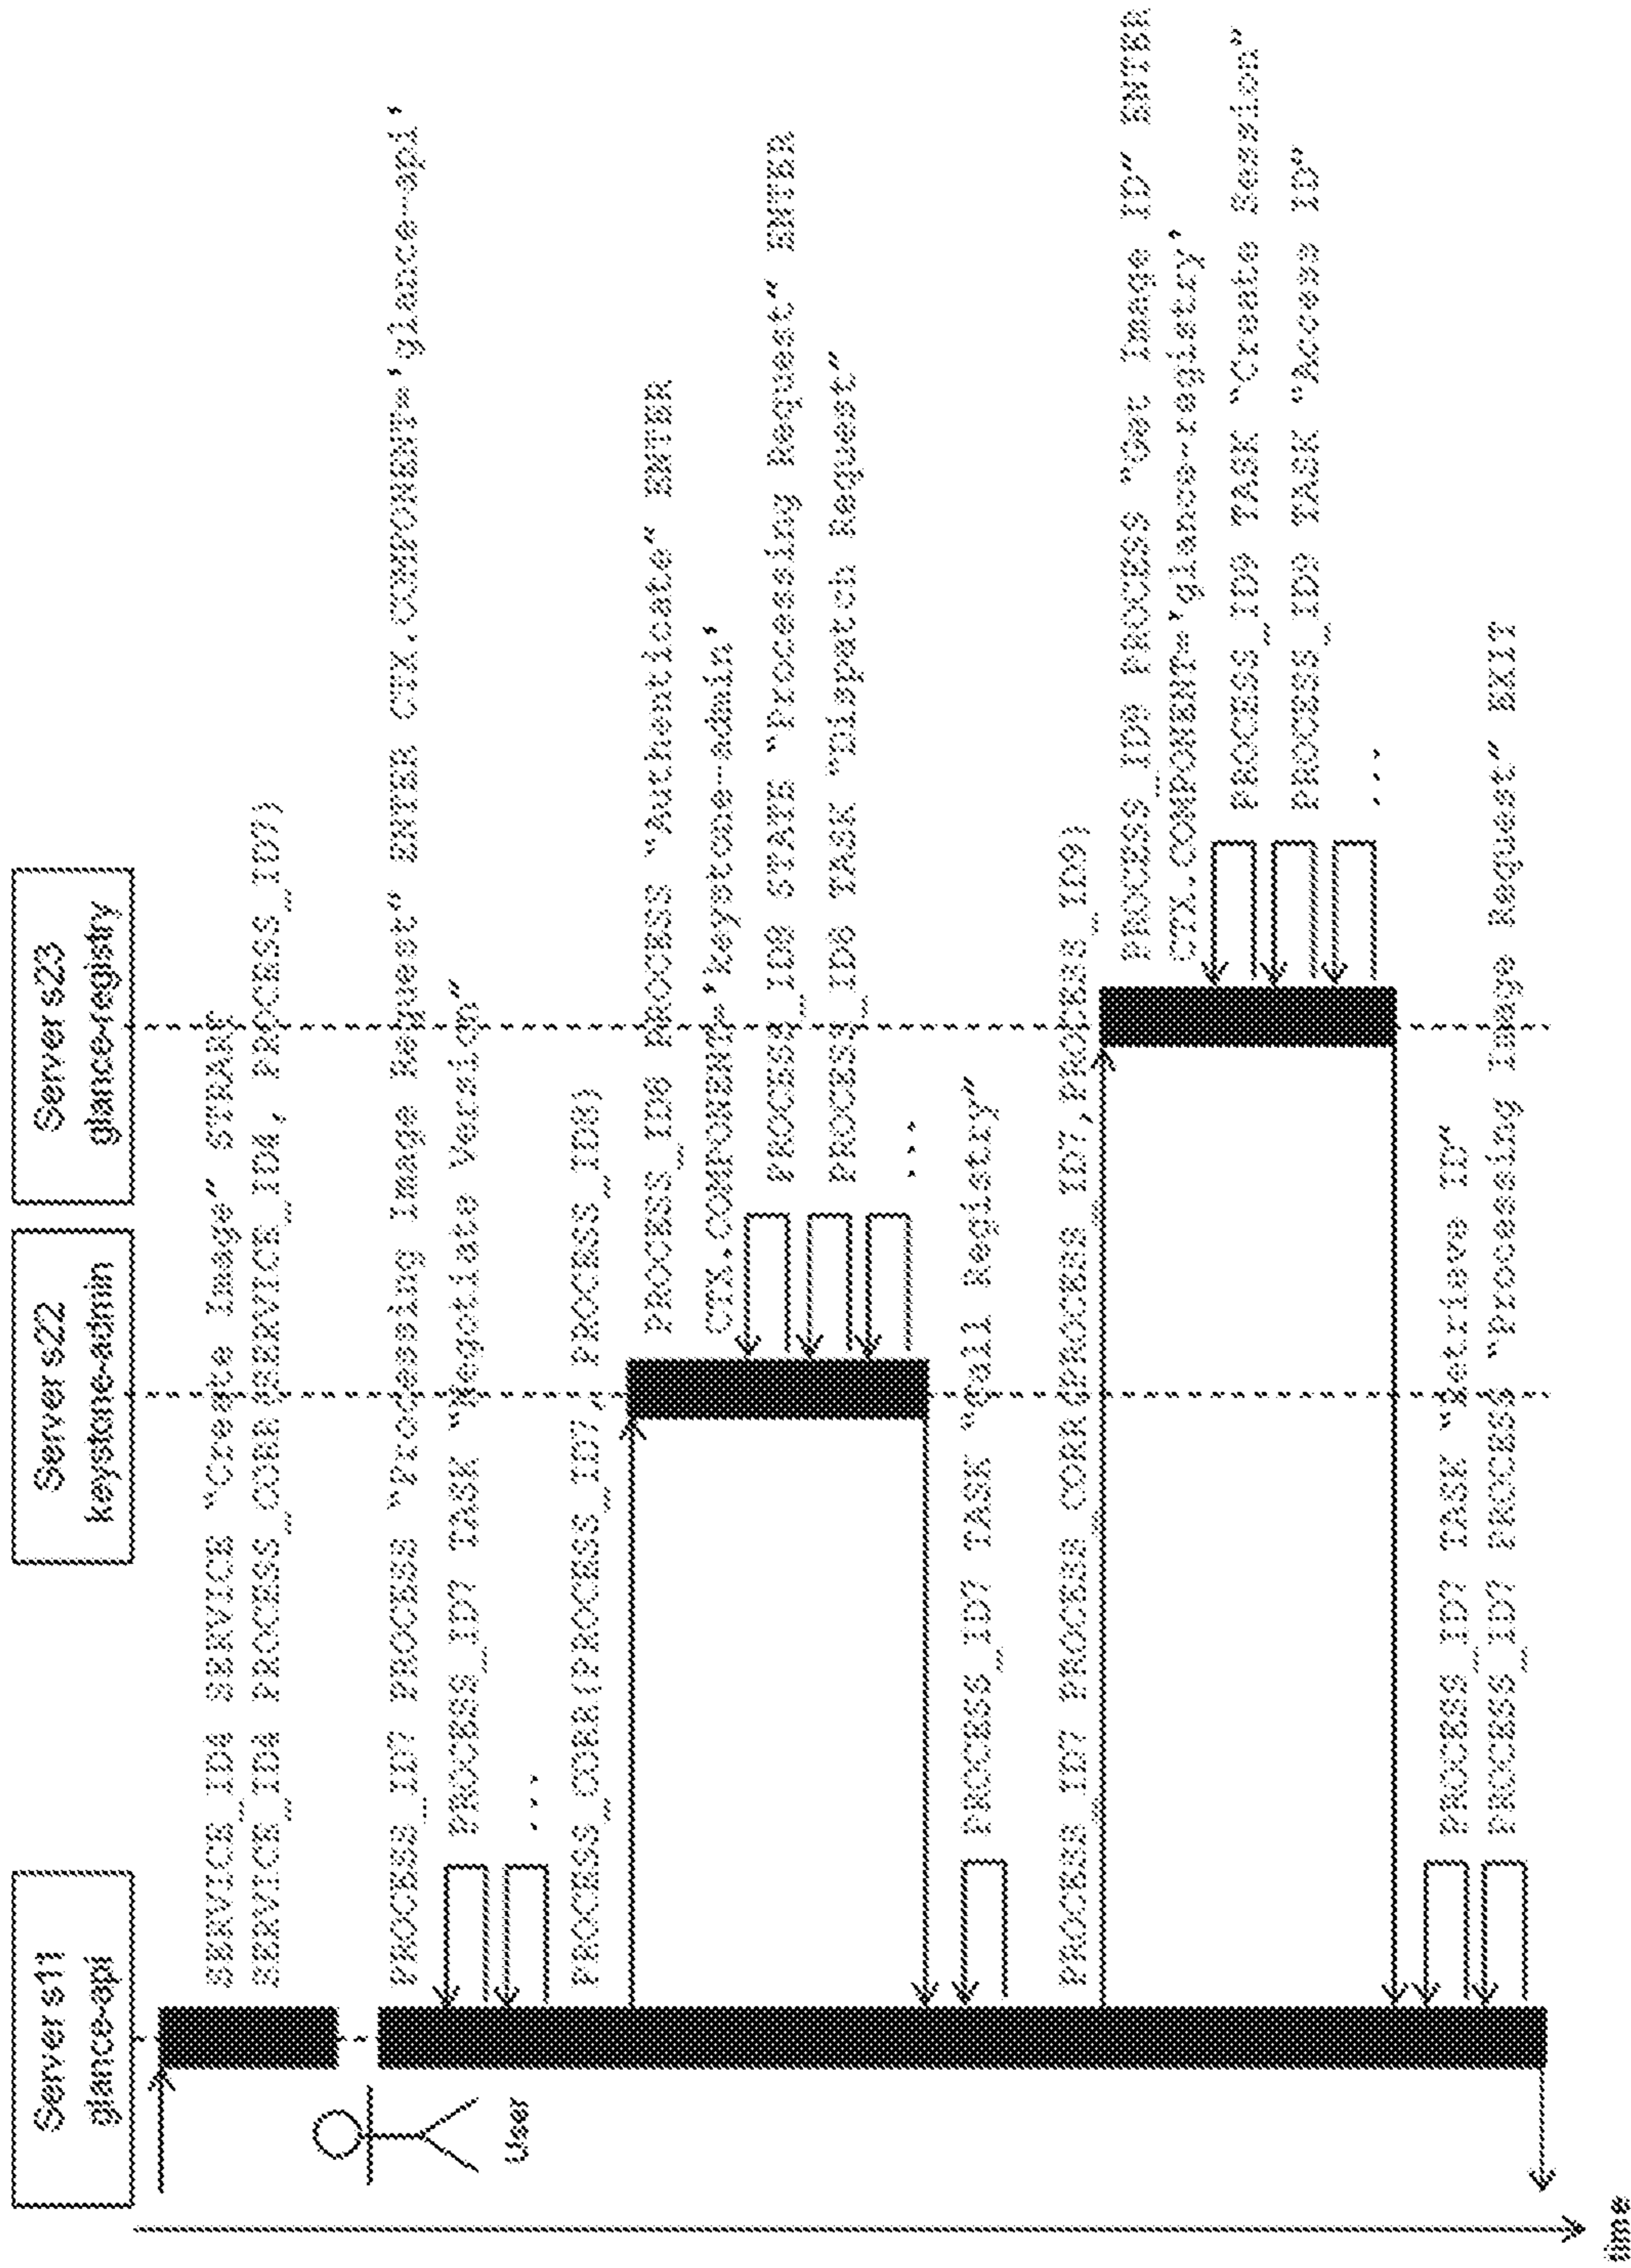 Server s11
glance-api
Server s22
keystone-admin
Server s23
glance-registry
SERVICE_ID4 SERVICE "Create Image" START
SERVICE_ID4 PROCESS_CORR(SERVICE_ID4, PROCESS_ID7)
User
PROCESS_ID7 PROCESS "Processing Image Request" ENTER CTX.COMPONENT='glance-api'
PROCESS_ID7 TASK "Negotiate Version"
...
PROCESS_CORR(PROCESS_ID7, PROCESS_ID8)
PROCESS_ID8 PROCESS "Authenticate" ENTER
CTX.COMPONENT='keystone-admin'
PROCESS_ID8 STATE "Processing Request" ENTER
PROCESS_ID8 TASK "Dispatch Request"
...
PROCESS_ID7 TASK "Call Registry"
PROCESS_ID7 PROCESS_CORR(PROCESS_ID7,PROCESS_ID9)
PROCESS_ID9 PROCESS "Get Image ID" ENTER
CTX.COMPONENT='glance-registry'
PROCESS_ID9 TASK "Create Session"
PROCESS_ID9 TASK "Access ID"
...
PROCESS_ID7 TASK "Retrieve ID"
PROCESS_ID7 PROCESS "Processing Image Request" EXIT
time